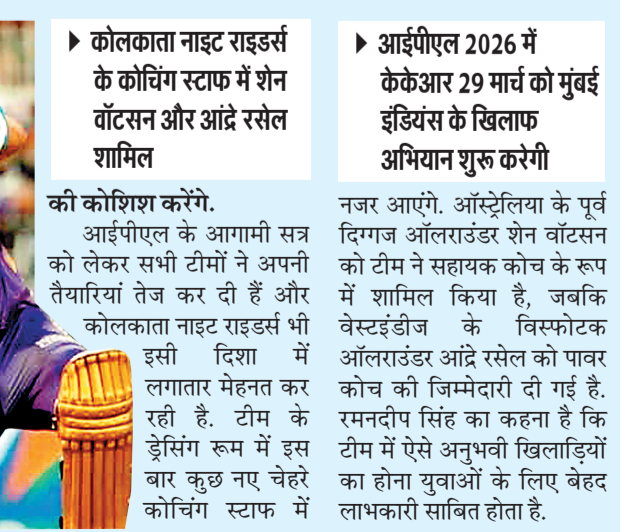 ▶ कोलकाता नाइट राइडर्स
के कोचिंग स्टाफ में शेन
वॉटसन और आंद्रे रसेल
शामिल
की कोशिश करेंगे.
आईपीएल के आगामी सत्र
को लेकर सभी टीमों ने अपनी
तैयारियां तेज कर दी हैं और
कोलकाता नाइट राइडर्स भी
इसी दिशा में
लगातार मेहनत कर
रही है. टीम के
ड्रेसिंग रूम में इस
बार कुछ नए चेहरे
कोचिंग स्टाफ में
▶ आईपीएल 2026 में
केकेआर 29 मार्च को मुंबई
इंडियंस के खिलाफ
अभियान शुरू करेगी
नजर आएंगे. ऑस्ट्रेलिया के पूर्व
दिग्गज ऑलराउंडर शेन वॉटसन
को टीम ने सहायक कोच के रूप
में शामिल किया है, जबकि
वेस्टइंडीज के विस्फोटक
ऑलराउंडर आंद्रे रसेल को पावर
कोच की जिम्मेदारी दी गई है.
रमनदीप सिंह का कहना है कि
टीम में ऐसे अनुभवी खिलाड़ियों
का होना युवाओं के लिए बेहद
लाभकारी साबित होता है.